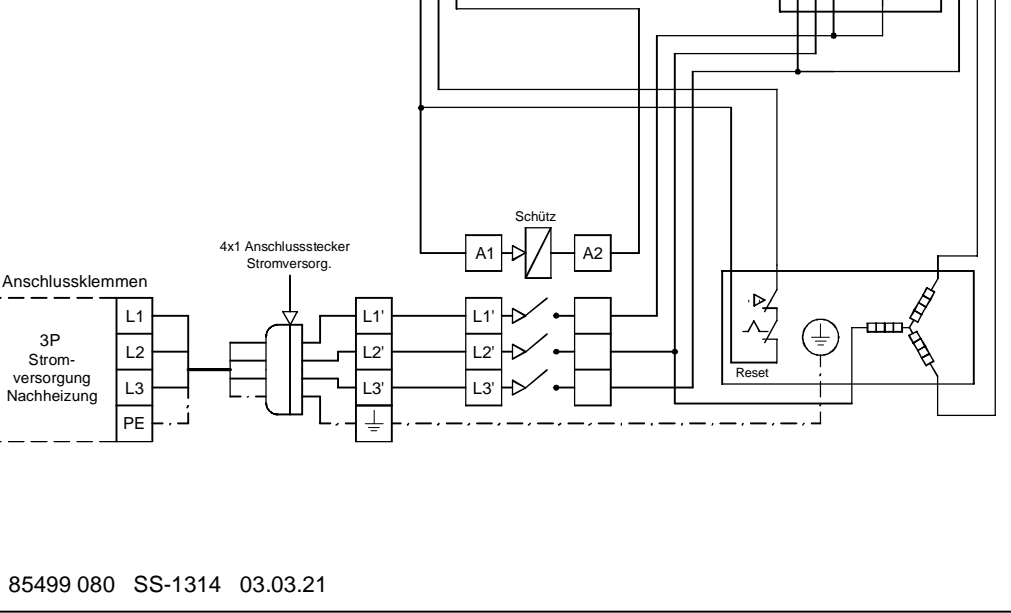 Schütz
4x1 Anschlussstecker
Stromversorg.
A1
A2
Anschlussklemmen
L1
L1'
L1'
3P
Strom-
versorgung
Nachheizung
L2
L2'
L2'
L3
L3'
L3'
Reset
PE
85499 080 SS-1314 03.03.21